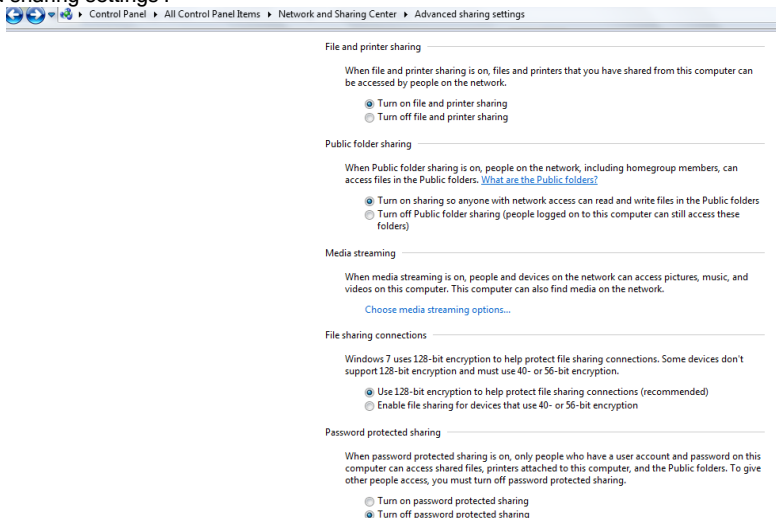 sharing settings .
Control Panel ▸ All Control Panel Items ▸ Network and Sharing Center ▸ Advanced sharing settings
File and printer sharing
When file and printer sharing is on, files and printers that you have shared from this computer can
be accessed by people on the network.
Turn on file and printer sharing
Turn off file and printer sharing
Public folder sharing
When Public folder sharing is on, people on the network, including homegroup members, can
access files in the Public folders. What are the Public folders?
Turn on sharing so anyone with network access can read and write files in the Public folders
Turn off Public folder sharing (people logged on to this computer can still access these
folders)
Media streaming
When media streaming is on, people and devices on the network can access pictures, music, and
videos on this computer. This computer can also find media on the network.
Choose media streaming options...
File sharing connections
Windows 7 uses 128-bit encryption to help protect file sharing connections. Some devices don't
support 128-bit encryption and must use 40- or 56-bit encryption.
Use 128-bit encryption to help protect file sharing connections (recommended)
Enable file sharing for devices that use 40- or 56-bit encryption
Password protected sharing
When password protected sharing is on, only people who have a user account and password on this
computer can access shared files, printers attached to this computer, and the Public folders. To give
other people access, you must turn off password protected sharing.
Turn on password protected sharing
Turn off password protected sharing